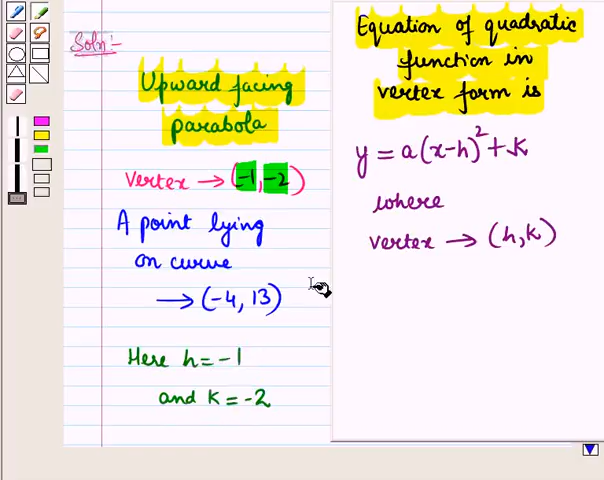 Soln:-
Upward facing
parabola
vertex → (-1,-2)
A point lying
on curve
→ (-4, 13)
Here h = -1
and k = -2
Equation of quadratic
function in
vertex form is
y = a(x-h)² + k
where
vertex → (h,k)